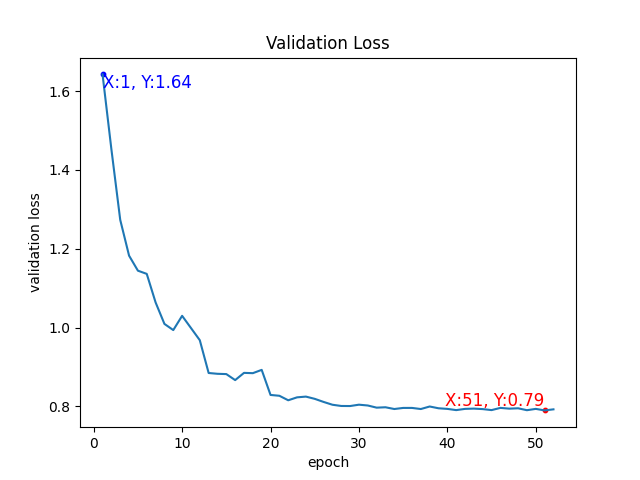 Validation Loss
X:1, Y:1.64
1.6
1.4
1.2
1.0
0.8
validation loss
X:51, Y:0.79
0 10 20 30 40 50
epoch